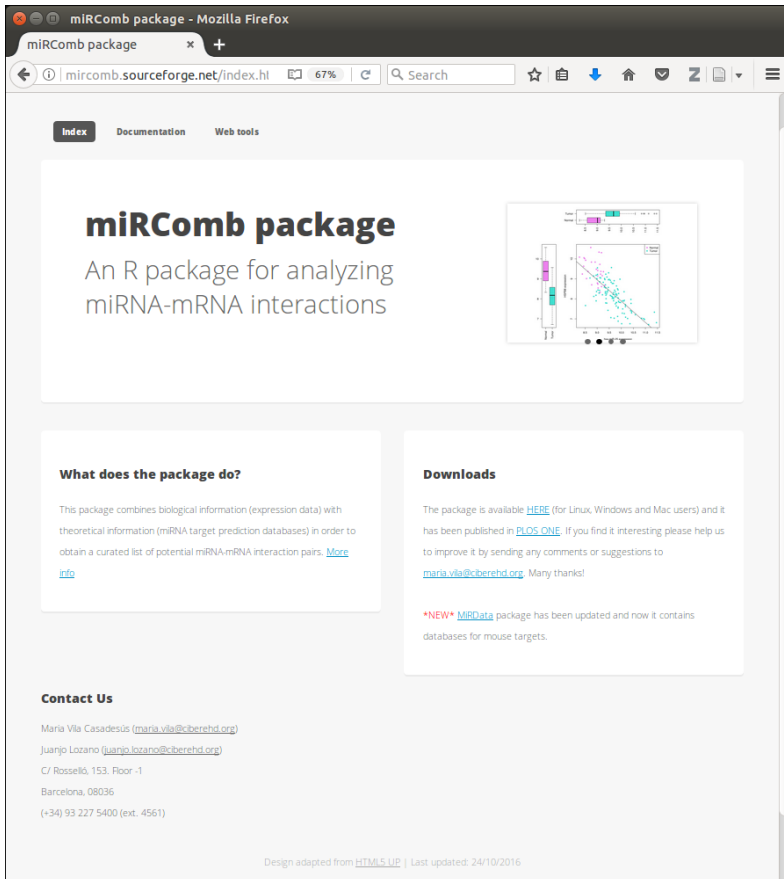 miRComb package - Mozilla Firefox
miRComb package
mircomb.sourceforge.net/index.ht
67%
Search
Index
Documentation
Web tools
miRComb package
An R package for analyzing
miRNA-mRNA interactions
What does the package do?
This package combines biological information (expression data) with
theoretical information (miRNA target prediction databases) in order to
obtain a curated list of potential miRNA-mRNA interaction pairs. More
info
Downloads
The package is available HERE (for Linux, Windows and Mac users) and it
has been published in PLOS ONE. If you find it interesting please help us
to improve it by sending any comments or suggestions to
maria.vila@ciberehd.org. Many thanks!
*NEW* MiRData package has been updated and now it contains
databases for mouse targets.
Contact Us
Maria Vila Casadesús (maria.vila@ciberehd.org)
Juanjo Lozano (juanjo.lozano@ciberehd.org)
C/ Rosselló, 153. Floor -1
Barcelona, 08036
(+34) 93 227 5400 (ext. 4561)
Design adapted from HTML5 UP | Last updated: 24/10/2016